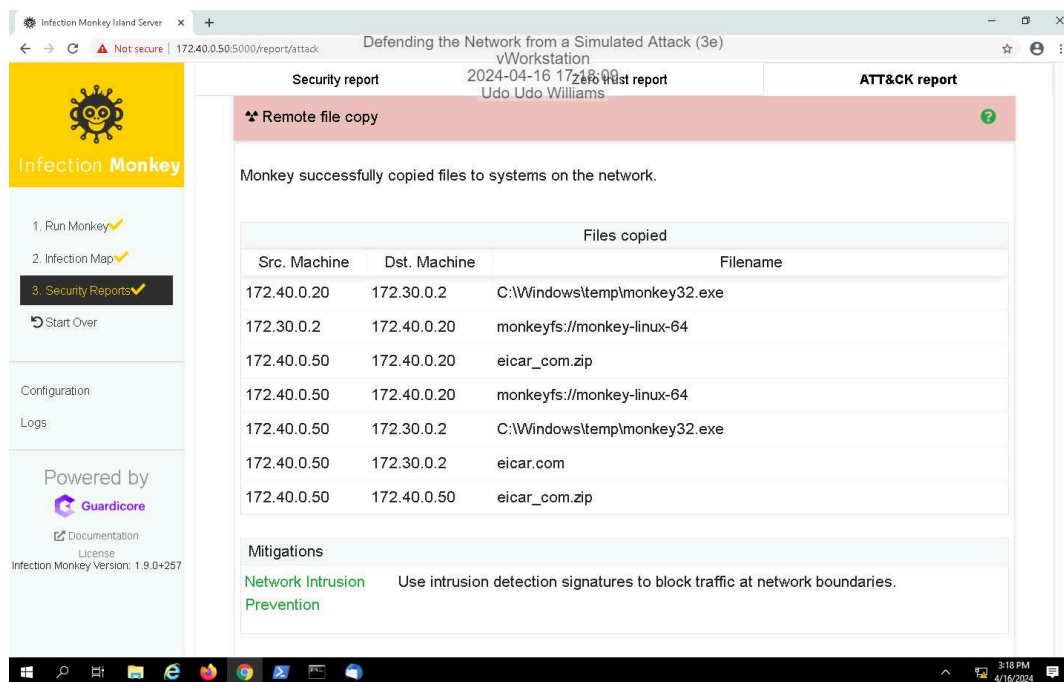 Infection Monkey Island Server
Not secure | 172.40.0.50:5000/report/attack
Defending the Network from a Simulated Attack (3e)
vWorkstation
2024-04-16 17:18:09
Udo Udo Williams
Security report
Zero trust report
ATT&CK report
Infection Monkey
1. Run Monkey
2. Infection Map
3. Security Reports
Start Over
Configuration
Logs
Powered by
Guardicore
Documentation
License
Infection Monkey Version: 1.9.0+257
Remote file copy
Monkey successfully copied files to systems on the network.
Files copied
Src. Machine Dst. Machine Filename
172.40.0.20 172.30.0.2 C:\Windows\temp\monkey32.exe
172.30.0.2 172.40.0.20 monkeyfs://monkey-linux-64
172.40.0.50 172.40.0.20 eicar_com.zip
172.40.0.50 172.40.0.20 monkeyfs://monkey-linux-64
172.40.0.50 172.30.0.2 C:\Windows\temp\monkey32.exe
172.40.0.50 172.30.0.2 eicar.com
172.40.0.50 172.40.0.50 eicar_com.zip
Mitigations
Network Intrusion Prevention
Use intrusion detection signatures to block traffic at network boundaries.
3:18 PM
4/16/2024